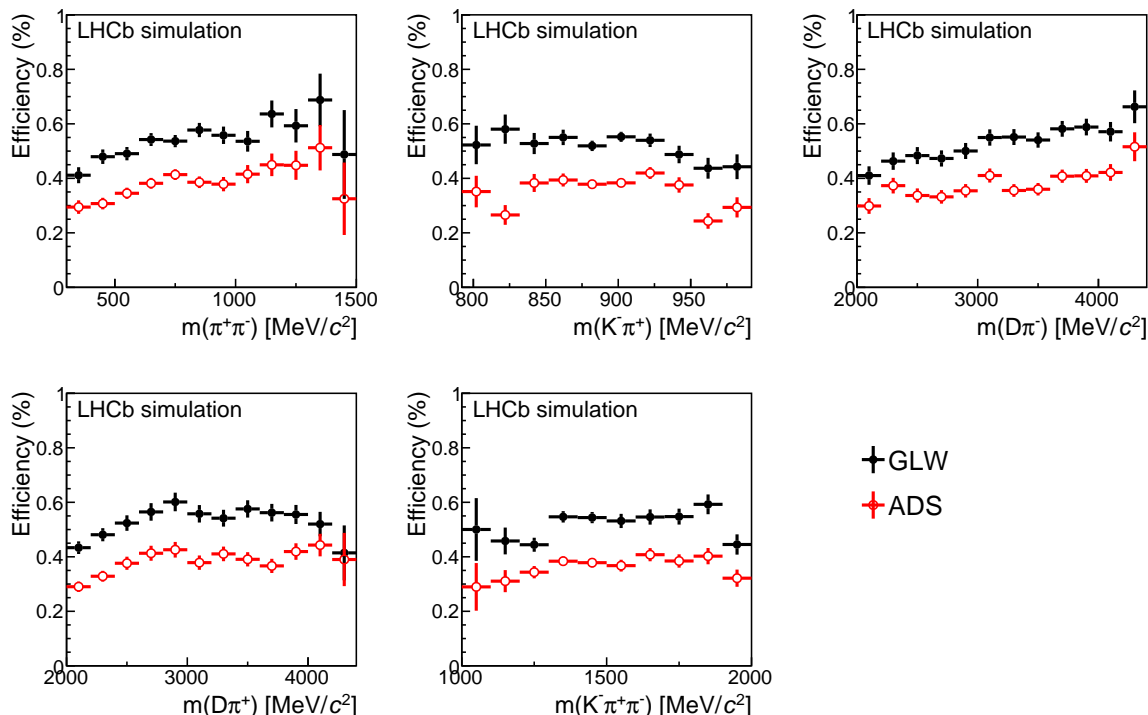 LHCb simulation
Efficiency (%)
1
0.8
0.6
0.4
0.2
0
500 1000 1500
m(π⁺π⁻) [MeV/c²]
LHCb simulation
Efficiency (%)
1
0.8
0.6
0.4
0.2
0
800 850 900 950
m(K⁻π⁺) [MeV/c²]
LHCb simulation
Efficiency (%)
1
0.8
0.6
0.4
0.2
0
2000 3000 4000
m(Dπ⁻) [MeV/c²]
LHCb simulation
Efficiency (%)
1
0.8
0.6
0.4
0.2
0
2000 3000 4000
m(Dπ⁺) [MeV/c²]
LHCb simulation
Efficiency (%)
1
0.8
0.6
0.4
0.2
0
1000 1500 2000
m(K⁻π⁺π⁻) [MeV/c²]
GLW
ADS